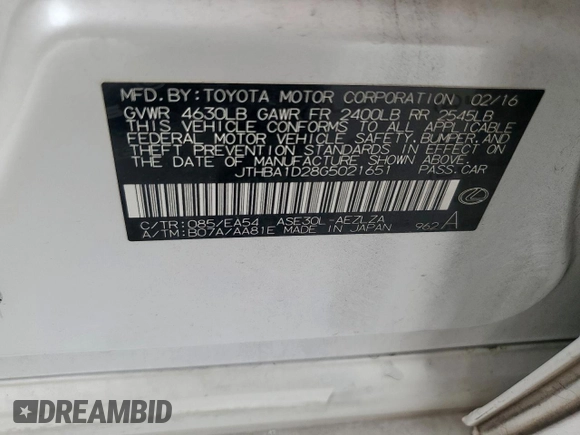 MFD.BY:TOYOTA MOTOR CORPORATION 02/16
GVWR 4630LB GAWR FR 2400LB RR 2545LB
THIS VEHICLE CONFORMS TO ALL APPLICABLE
FEDERAL MOTOR VEHICLE SAFETY,BUMPER,AND
THEFT PREVENTION STANDARDS IN EFFECT ON
THE DATE OF MANUFACTURE SHOWN ABOVE.
JTHBA1D28G5021651 PASS.CAR
C/TR:085/EA54 ASE30L-AEZLZA
A/TM:B07A/AA81E MADE IN JAPAN 962 A
DREAMBID